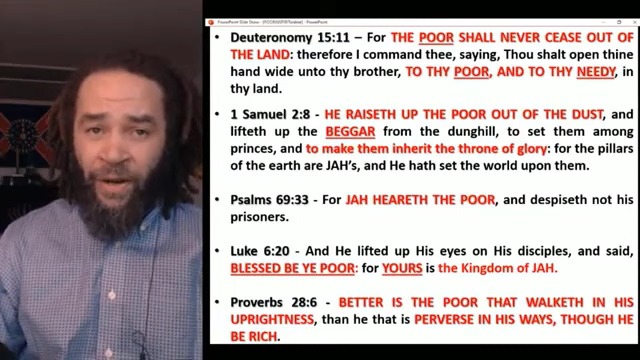 PowerPoint Slide Show - [POORANTIFIITasdew] - PowerPoint
• Deuteronomy 15:11 – For THE POOR SHALL NEVER CEASE OUT OF
THE LAND: therefore I command thee, saying, Thou shalt open thine
hand wide unto thy brother, TO THY POOR, AND TO THY NEEDY, in
thy land.
• 1 Samuel 2:8 - HE RAISETH UP THE POOR OUT OF THE DUST, and
lifteth up the BEGGAR from the dunghill, to set them among
princes, and to make them inherit the throne of glory: for the pillars
of the earth are JAH's, and He hath set the world upon them.
• Psalms 69:33 - For JAH HEARETH THE POOR, and despiseth not his
prisoners.
• Luke 6:20 - And He lifted up His eyes on His disciples, and said,
BLESSED BE YE POOR: for YOURS is the Kingdom of JAH.
• Proverbs 28:6 - BETTER IS THE POOR THAT WALKETH IN HIS
UPRIGHTNESS, than he that is PERVERSE IN HIS WAYS, THOUGH HE
BE RICH.